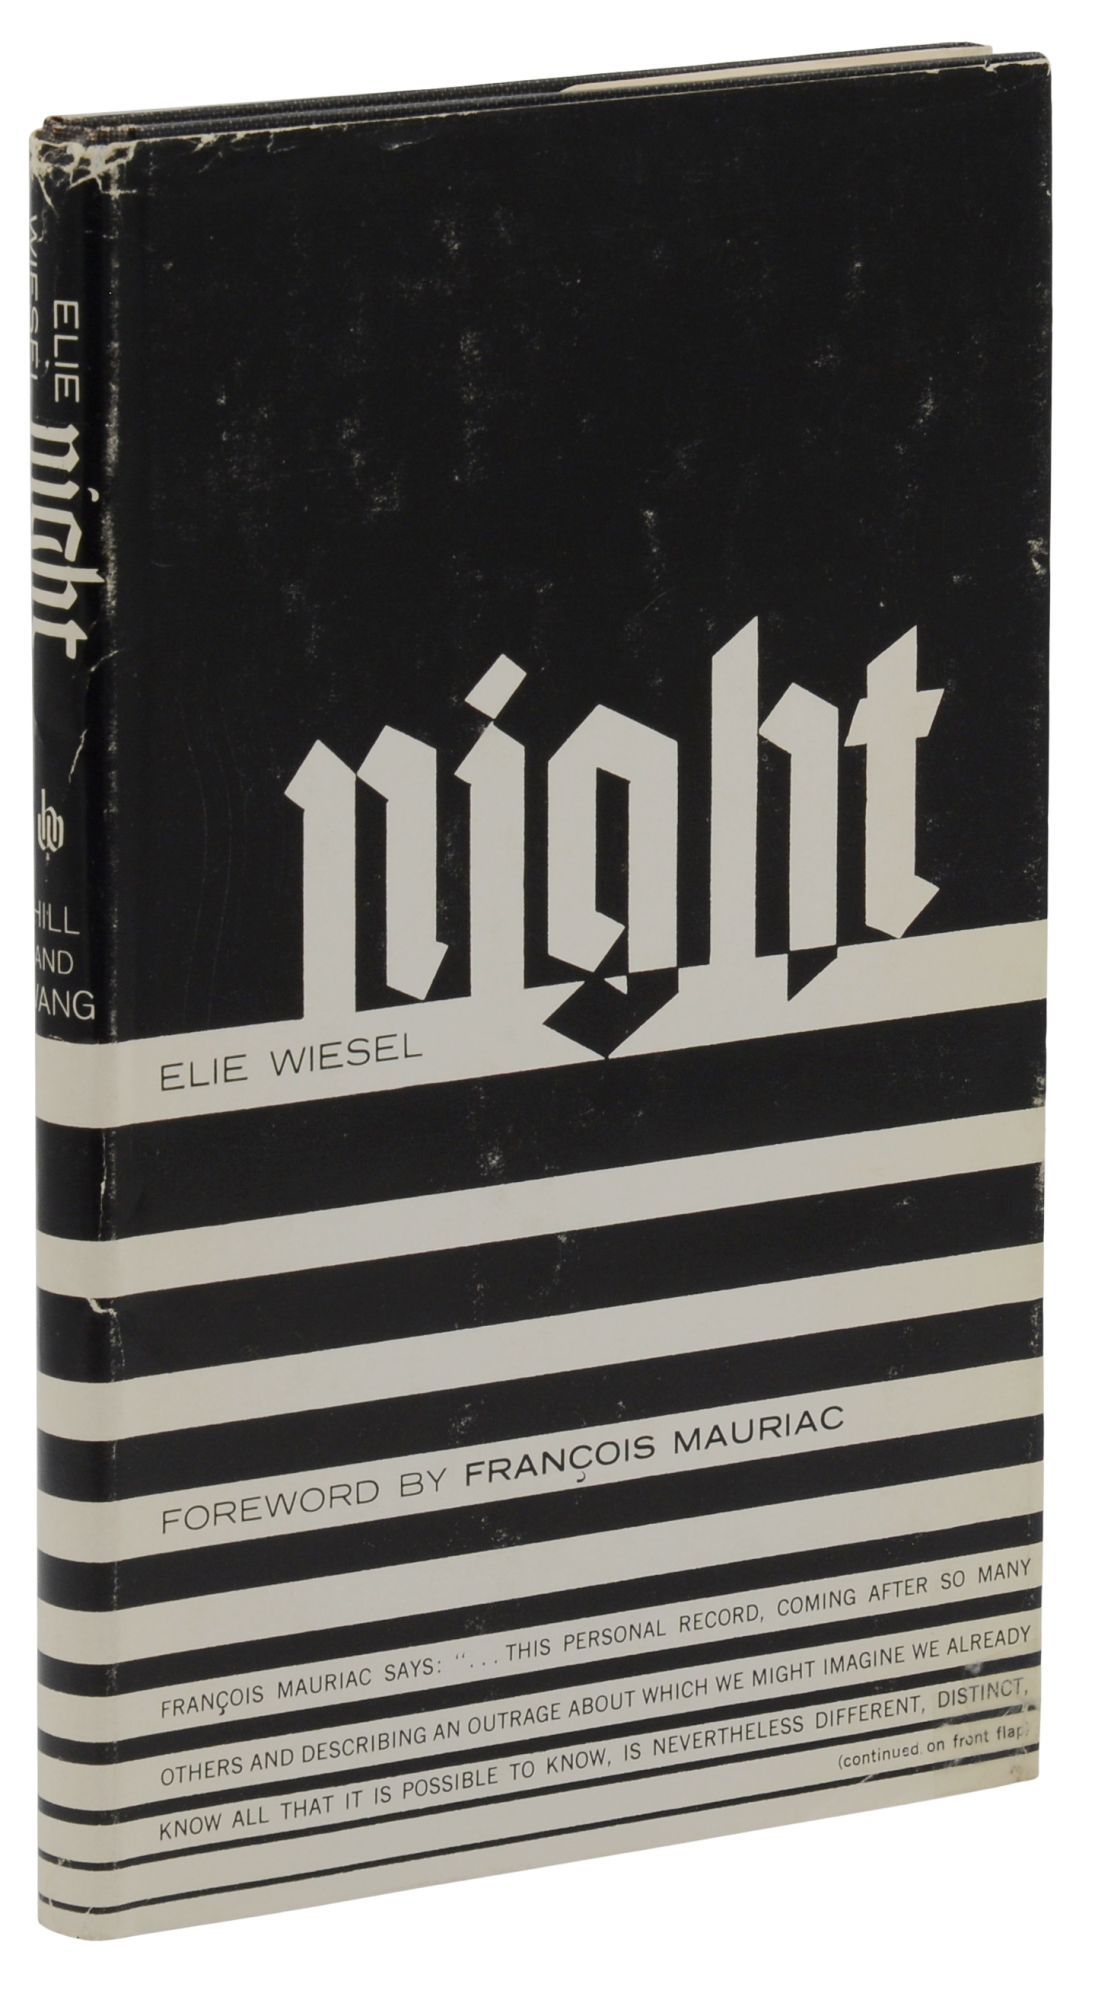 ELIE
WIESEL
night
HILL
AND
WANG
night
ELIE WIESEL
FOREWORD BY FRANÇOIS MAURIAC
FRANÇOIS MAURIAC SAYS: "...THIS PERSONAL RECORD, COMING AFTER SO MANY
OTHERS AND DESCRIBING AN OUTRAGE ABOUT WHICH WE MIGHT IMAGINE WE ALREADY
KNOW ALL THAT IT IS POSSIBLE TO KNOW, IS NEVERTHELESS DIFFERENT, DISTINCT,
(continued on front flap)